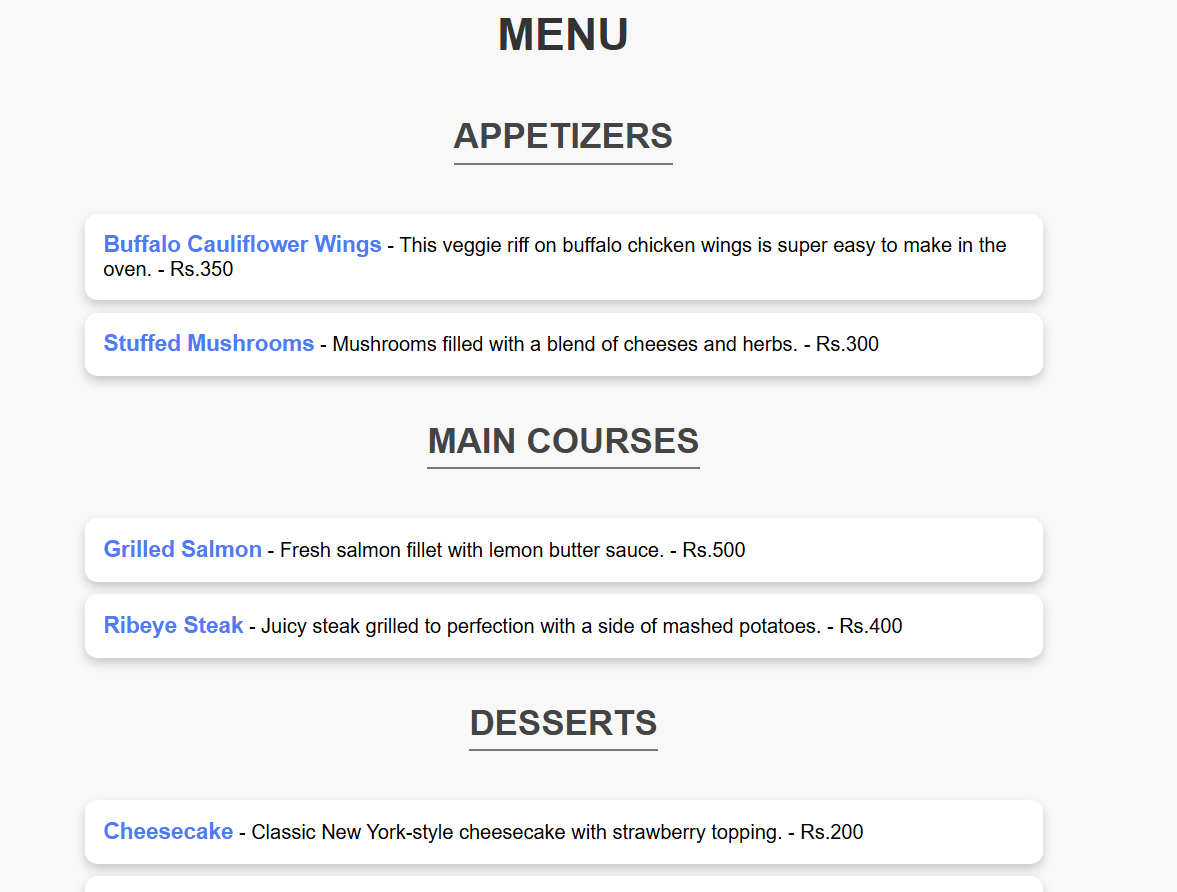 MENU
APPETIZERS
Buffalo Cauliflower Wings - This veggie riff on buffalo chicken wings is super easy to make in the
oven. - Rs.350
Stuffed Mushrooms - Mushrooms filled with a blend of cheeses and herbs. - Rs.300
MAIN COURSES
Grilled Salmon - Fresh salmon fillet with lemon butter sauce. - Rs.500
Ribeye Steak - Juicy steak grilled to perfection with a side of mashed potatoes. - Rs.400
DESSERTS
Cheesecake - Classic New York-style cheesecake with strawberry topping. - Rs.200